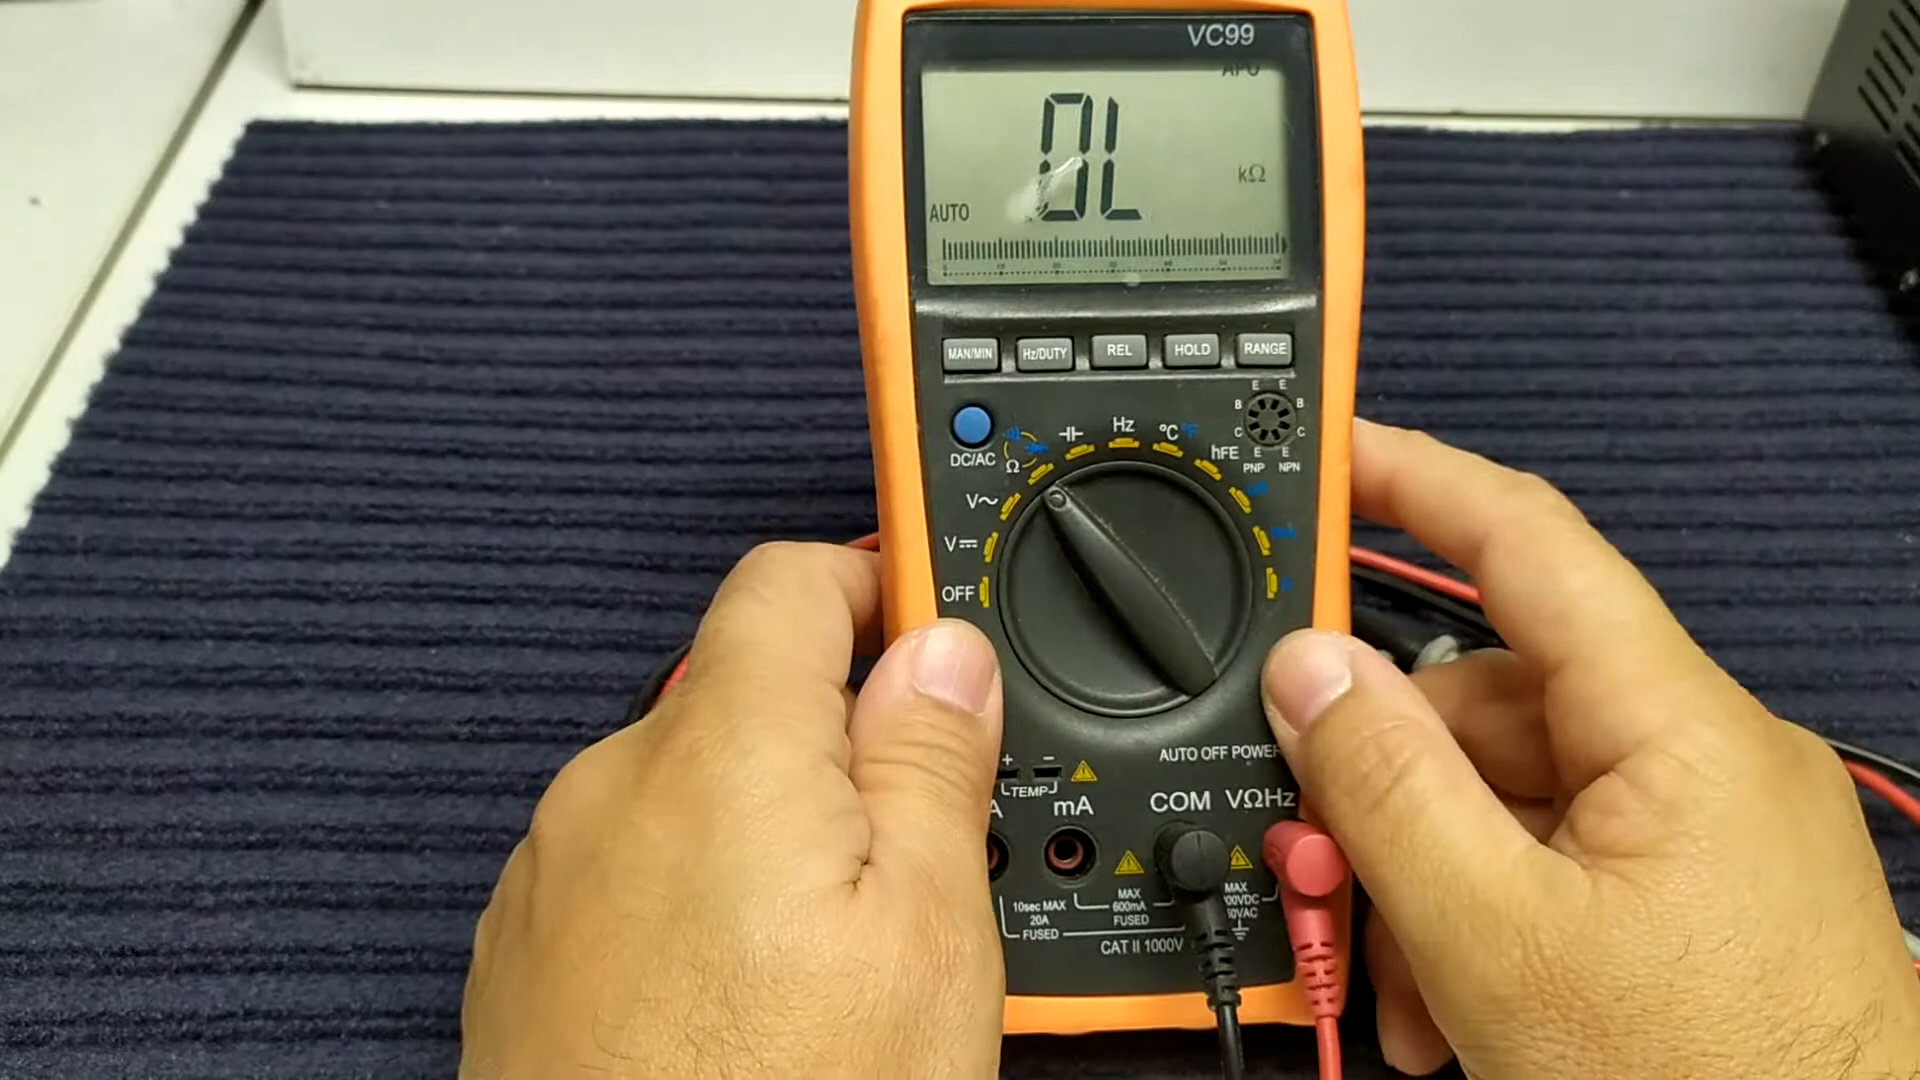 VC99
APO
OL
kΩ
AUTO
MAN/MIN Hz/DUTY REL HOLD RANGE
E E
B B
C C
E E
PNP NPN
DC/AC
Ω
Hz
°C °F
hFE
V~
V
OFF
AUTO OFF POWER
+ −
TEMP
A mA COM VΩHz
10sec MAX
20A
FUSED
MAX
600mA
FUSED
MAX
CAT II 1000V